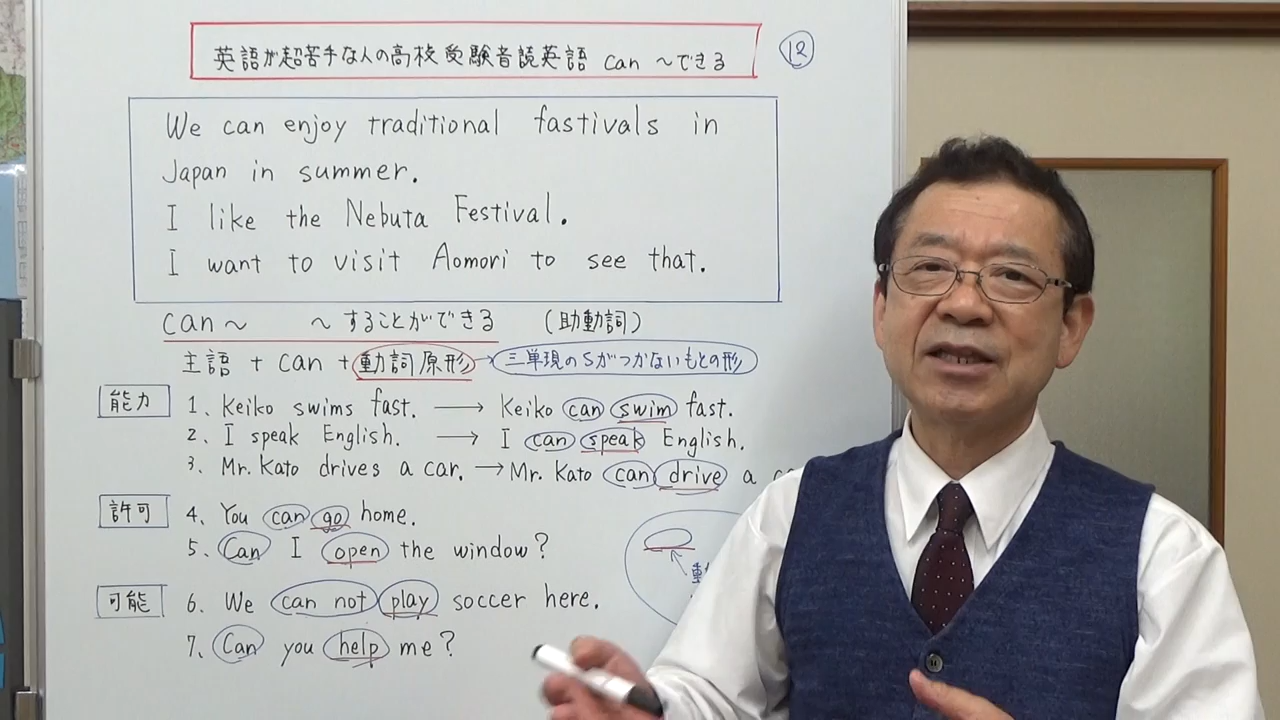 英語が超苦手な人の高校受験音読英語 can ～できる
12
We can enjoy traditional fastivals in
Japan in summer.
I like the Nebuta Festival.
I want to visit Aomori to see that.
can～ ～することができる (助動詞)
主語 + can + 動詞原形 → 三単現のSがつかないもとの形
能力 1、Keiko swims fast. → Keiko can swim fast.
2、I speak English. → I can speak English.
3、Mr. Kato drives a car. → Mr. Kato can drive a
許可 4、You can go home.
5、Can I open the window?
可能 6、We can not play soccer here.
7、Can you help me?